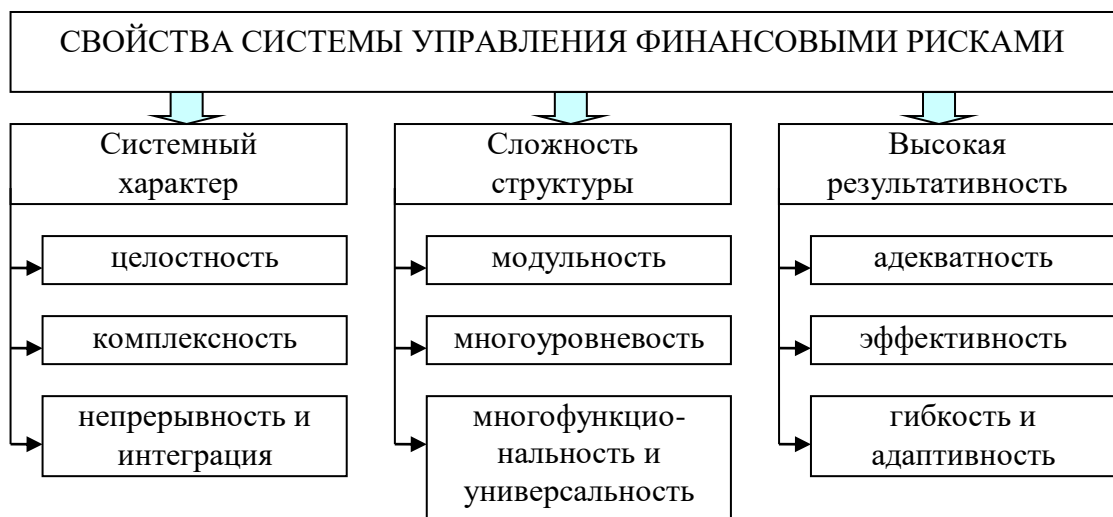 СВОЙСТВА СИСТЕМЫ УПРАВЛЕНИЯ ФИНАНСОВЫМИ РИСКАМИ
Системный
характер
целостность
комплексность
непрерывность и
интеграция
Сложность
структуры
модульность
многоуровневость
многофункцио-
нальность и
универсальность
Высокая
результативность
адекватность
эффективность
гибкость и
адаптивность